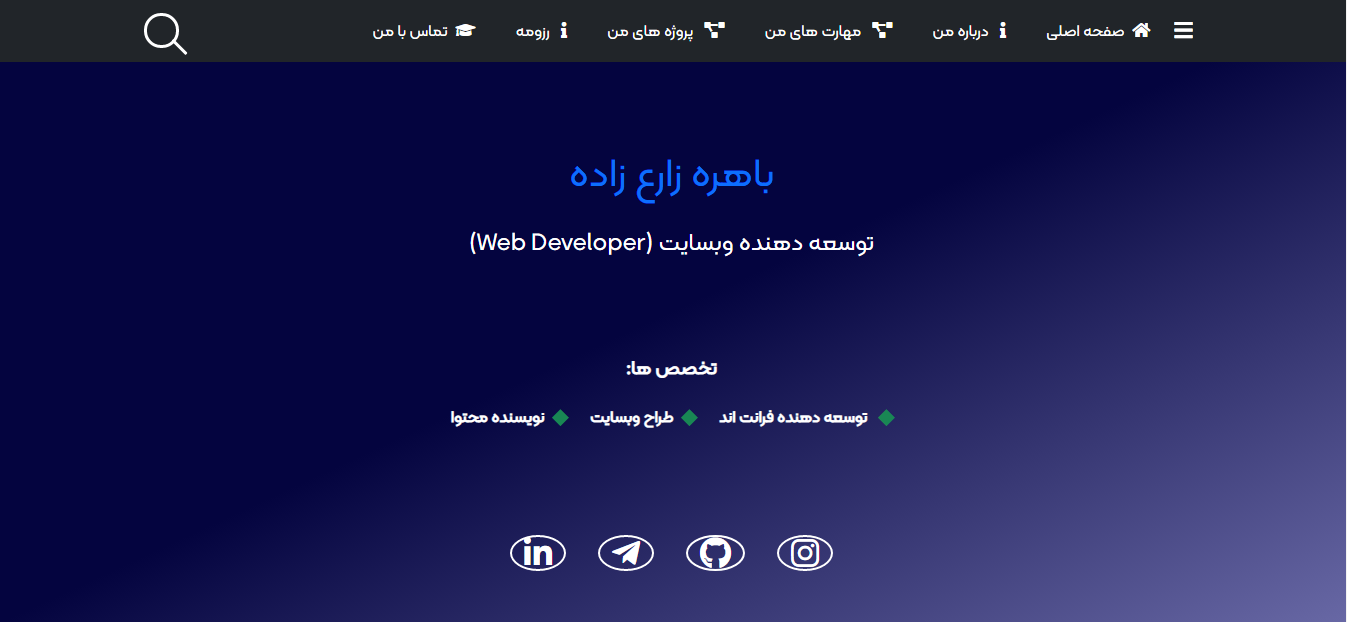 صفحه اصلی درباره من مهارت های من پروژه های من رزومه تماس با من
باهره زارع زاده
توسعه دهنده وبسایت (Web Developer)
تخصص ها:
توسعه دهنده فرانت اند طراح وبسایت نویسنده محتوا